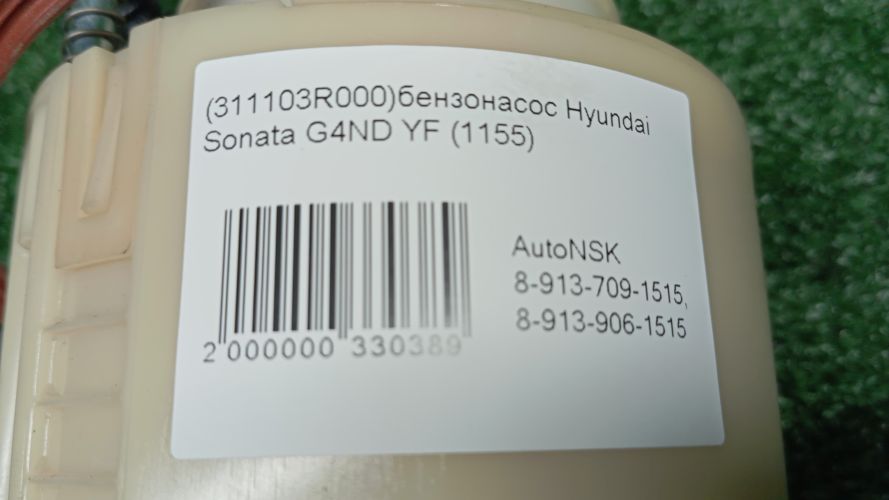 (311103R000)бензонасос Hyundai
Sonata G4ND YF (1155)
AutoNSK
8-913-709-1515,
8-913-906-1515
2 000000 330389